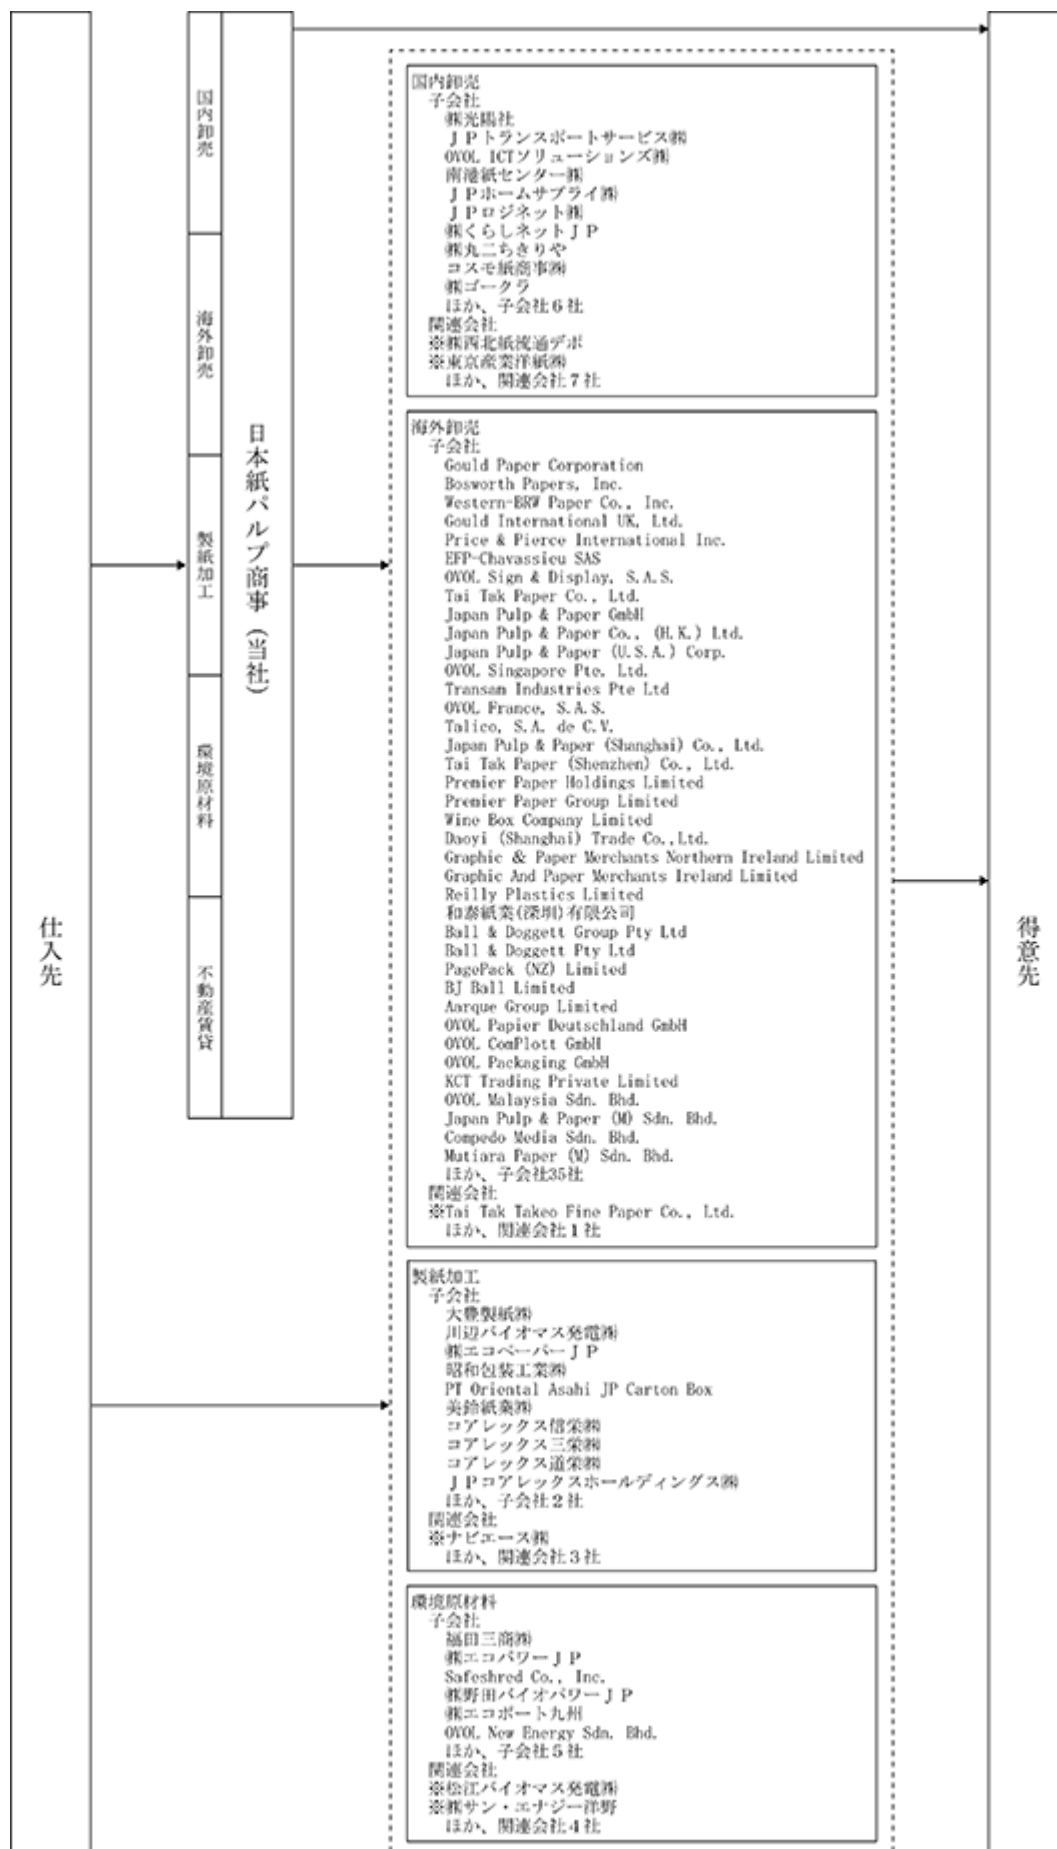 仕入先
国内卸売
海外卸売
製紙加工
環境原材料
不動産賃貸
日本紙パルプ商事（当社）
国内卸売
子会社
㈱光陽社
ＪＰトランスポートサービス㈱
OVOL ICTソリューションズ㈱
南港紙センター㈱
ＪＰホームサプライ㈱
ＪＰロジネット㈱
㈱くらしネットＪＰ
㈱丸二ちきりや
コスモ紙商事㈱
㈱ゴークラ
ほか、子会社６社
関連会社
※㈱西北紙流通デポ
※東京産業洋紙㈱
ほか、関連会社７社
海外卸売
子会社
Gould Paper Corporation
Bosworth Papers, Inc.
Western-BRW Paper Co., Inc.
Gould International UK, Ltd.
Price & Pierce International Inc.
EFP-Chavassieu SAS
OVOL Sign & Display, S.A.S.
Tai Tak Paper Co., Ltd.
Japan Pulp & Paper GmbH
Japan Pulp & Paper Co., (H.K.) Ltd.
Japan Pulp & Paper (U.S.A.) Corp.
OVOL Singapore Pte. Ltd.
Transam Industries Pte Ltd
OVOL France, S.A.S.
Talico, S.A. de C.V.
Japan Pulp & Paper (Shanghai) Co., Ltd.
Tai Tak Paper (Shenzhen) Co., Ltd.
Premier Paper Holdings Limited
Premier Paper Group Limited
Wine Box Company Limited
Daoyi (Shanghai) Trade Co.,Ltd.
Graphic & Paper Merchants Northern Ireland Limited
Graphic And Paper Merchants Ireland Limited
Reilly Plastics Limited
和泰紙業(深圳)有限公司
Ball & Doggett Group Pty Ltd
Ball & Doggett Pty Ltd
PagePack (NZ) Limited
BJ Ball Limited
Aarque Group Limited
OVOL Papier Deutschland GmbH
OVOL ComPlott GmbH
OVOL Packaging GmbH
KCT Trading Private Limited
OVOL Malaysia Sdn. Bhd.
Japan Pulp & Paper (M) Sdn. Bhd.
Compedo Media Sdn. Bhd.
Mutiara Paper (M) Sdn. Bhd.
ほか、子会社35社
関連会社
※Tai Tak Takeo Fine Paper Co., Ltd.
ほか、関連会社１社
製紙加工
子会社
大豊製紙㈱
川辺バイオマス発電㈱
㈱エコペーパーＪＰ
昭和包装工業㈱
PT Oriental Asahi JP Carton Box
美鈴紙業㈱
コアレックス信栄㈱
コアレックス三栄㈱
コアレックス道栄㈱
ＪＰコアレックスホールディングス㈱
ほか、子会社２社
関連会社
※ナビエース㈱
ほか、関連会社３社
環境原材料
子会社
福田三商㈱
㈱エコパワーＪＰ
Safeshred Co., Inc.
㈱野田バイオパワーＪＰ
㈱エコポート九州
OVOL New Energy Sdn. Bhd.
ほか、子会社５社
関連会社
※松江バイオマス発電㈱
※㈱サン・エナジー洋野
ほか、関連会社４社
得意先